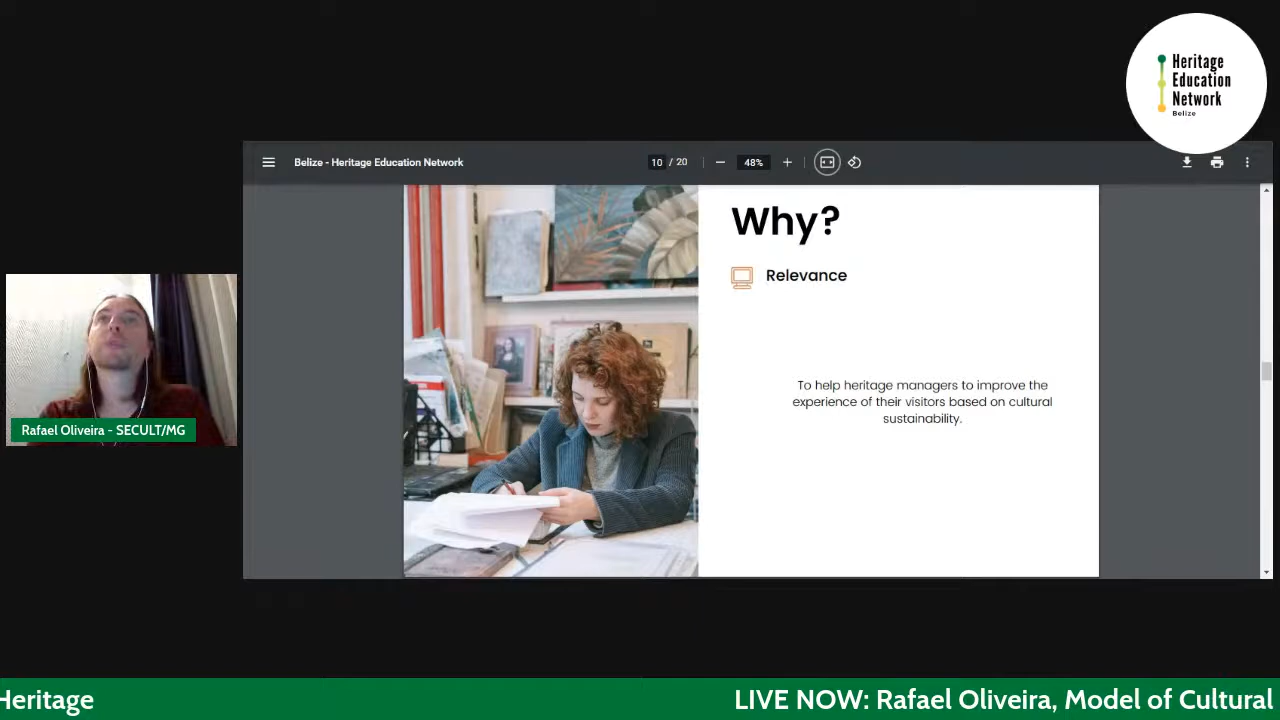 Heritage
Education
Network
Belize
Belize - Heritage Education Network
10 / 20
48%
Why?
Relevance
To help heritage managers to improve the
experience of their visitors based on cultural
sustainability.
Rafael Oliveira - SECULT/MG
Heritage
LIVE NOW: Rafael Oliveira, Model of Cultural